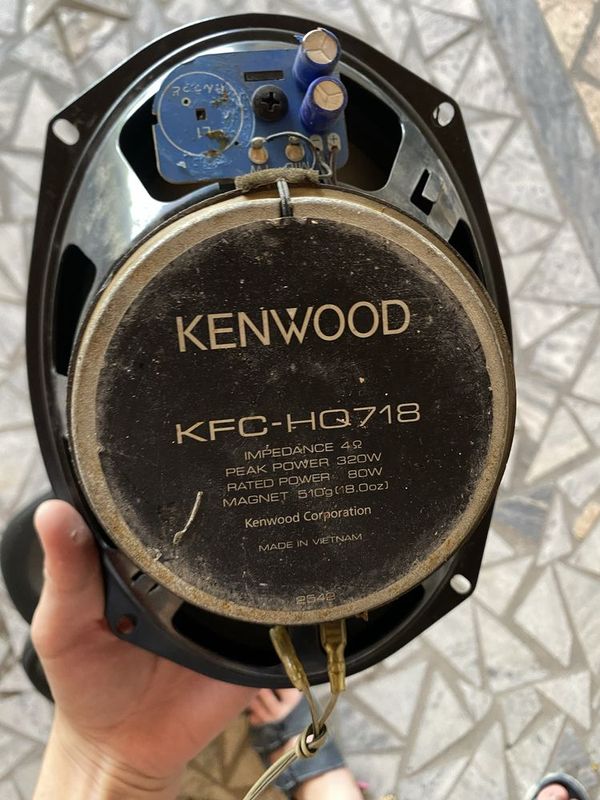 KENWOOD
KFC-HQ718
IMPEDANCE 4Ω
PEAK POWER 320W
RATED POWER 80W
MAGNET 510g(18.0oz)
Kenwood Corporation
MADE IN VIETNAM
2542